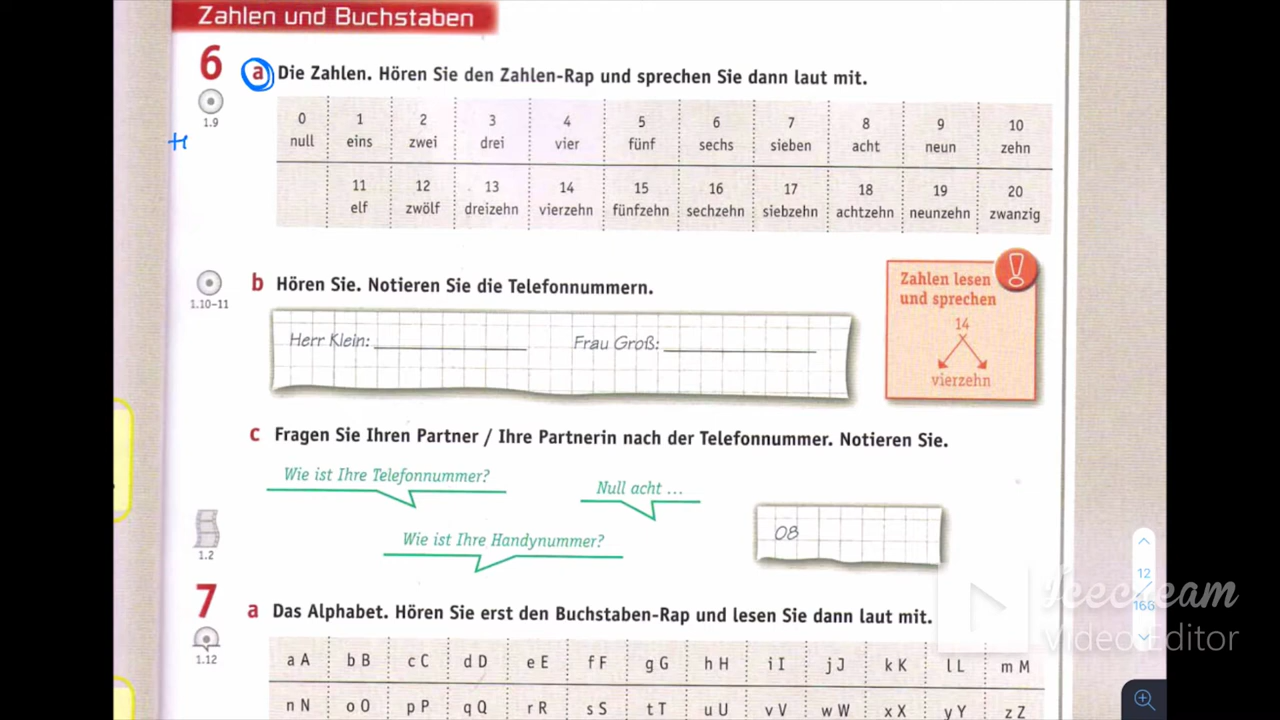 Zahlen und Buchstaben
6
a Die Zahlen. Hören Sie den Zahlen-Rap und sprechen Sie dann laut mit.
1.9
0 1 2 3 4 5 6 7 8 9 10
null eins zwei drei vier fünf sechs sieben acht neun zehn
11 12 13 14 15 16 17 18 19 20
elf zwölf dreizehn vierzehn fünfzehn sechzehn siebzehn achtzehn neunzehn zwanzig
b Hören Sie. Notieren Sie die Telefonnummern.
1.10-11
Herr Klein: Frau Groß:
Zahlen lesen
und sprechen
14
vierzehn
c Fragen Sie Ihren Partner / Ihre Partnerin nach der Telefonnummer. Notieren Sie.
Wie ist Ihre Telefonnummer?
Null acht ...
Wie ist Ihre Handynummer?
08
1.2
7
a Das Alphabet. Hören Sie erst den Buchstaben-Rap und lesen Sie dann laut mit.
1.12
a A b B c C d D e E f F g G h H i I j J k K l L m M
n N o O p P q Q r R s S t T u U v V w W x X y Y z Z
12
166
Icecream
Video Editor